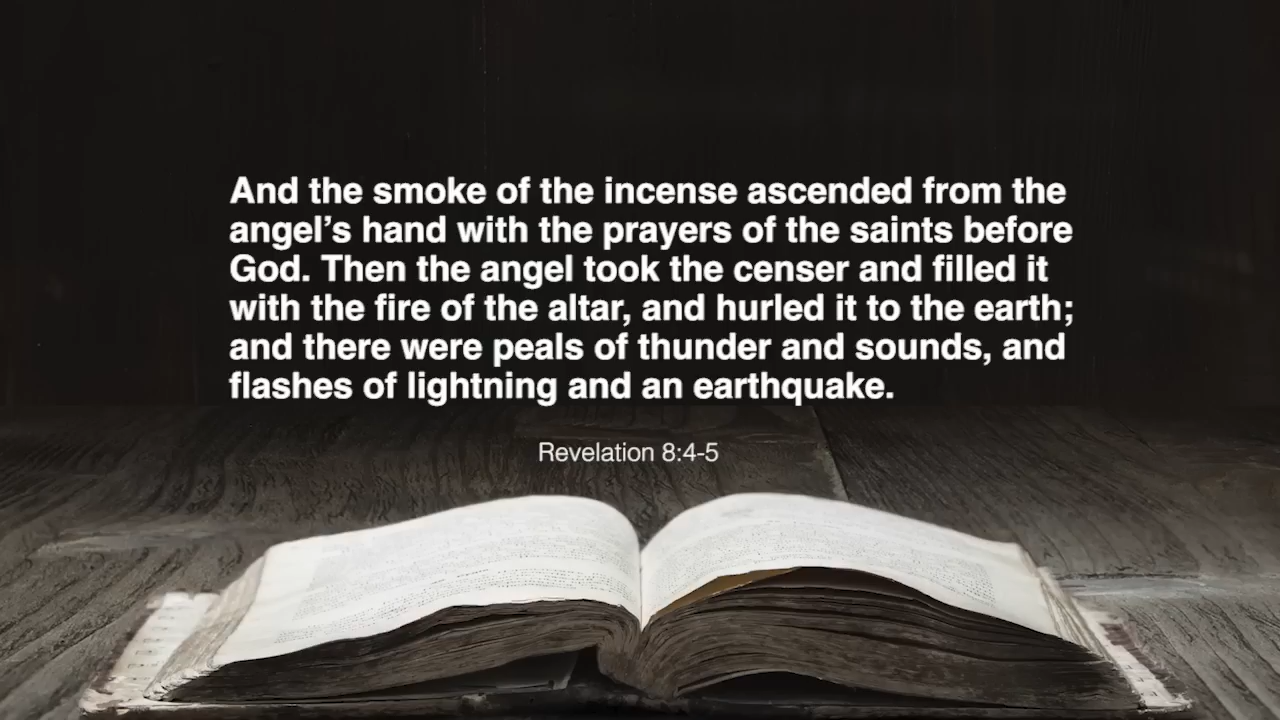 And the smoke of the incense ascended from the
angel’s hand with the prayers of the saints before
God. Then the angel took the censer and filled it
with the fire of the altar, and hurled it to the earth;
and there were peals of thunder and sounds, and
flashes of lightning and an earthquake.
Revelation 8:4-5